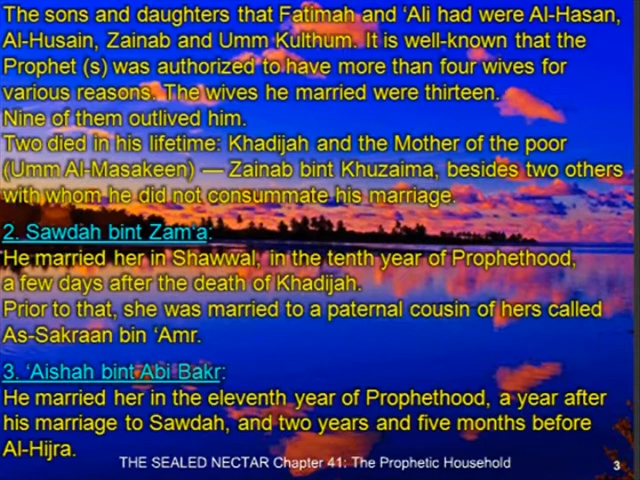 The sons and daughters that Fatimah and ‘Ali had were Al-Hasan,
Al-Husain, Zainab and Umm Kulthum. It is well-known that the
Prophet (s) was authorized to have more than four wives for
various reasons. The wives he married were thirteen.
Nine of them outlived him.
Two died in his lifetime: Khadijah and the Mother of the poor
(Umm Al-Masakeen) — Zainab bint Khuzaima, besides two others
with whom he did not consummate his marriage.
2. Sawdah bint Zam‘a:
He married her in Shawwal, in the tenth year of Prophethood,
a few days after the death of Khadijah.
Prior to that, she was married to a paternal cousin of hers called
As-Sakraan bin ‘Amr.
3. ‘Aishah bint Abi Bakr:
He married her in the eleventh year of Prophethood, a year after
his marriage to Sawdah, and two years and five months before
Al-Hijra.
THE SEALED NECTAR Chapter 41: The Prophetic Household
3